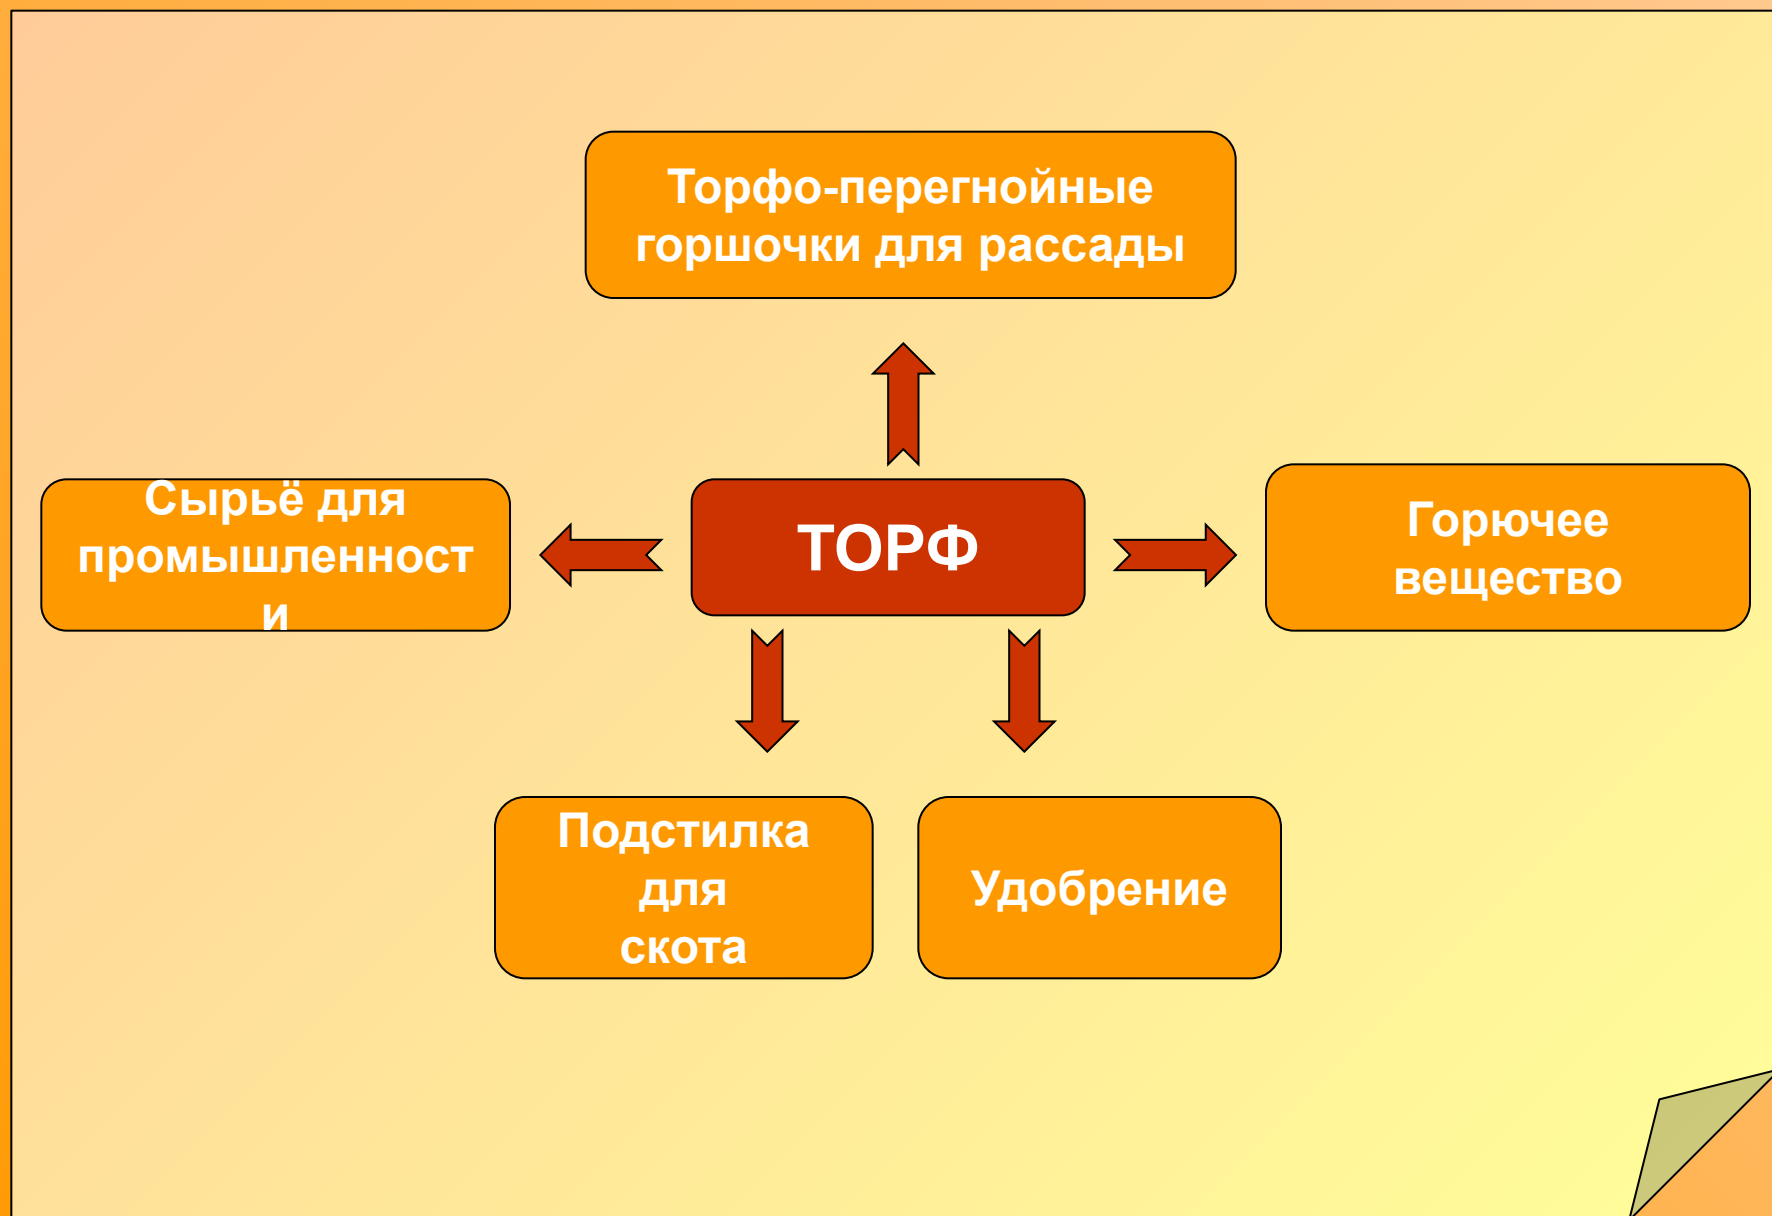 Торфо-перегнойные
горшочки для рассады
Сырьё для
промышленност
и
ТОРФ
Горючее
вещество
Подстилка
для
скота
Удобрение